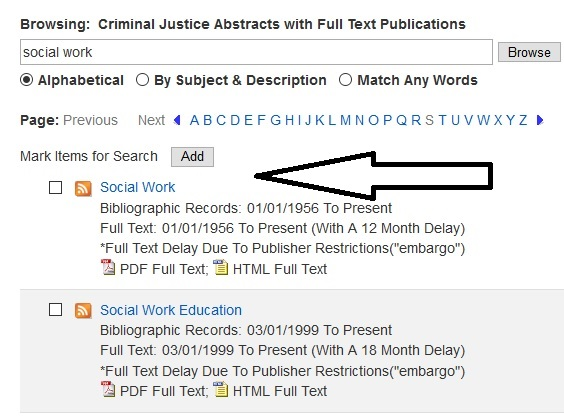 Browsing: Criminal Justice Abstracts with Full Text Publications
social work Browse
Alphabetical By Subject & Description Match Any Words
Page: Previous Next A B C D E F G H I J K L M N O P Q R S T U V W X Y Z
Mark Items for Search Add
Social Work
Bibliographic Records: 01/01/1956 To Present
Full Text: 01/01/1956 To Present (With A 12 Month Delay)
*Full Text Delay Due To Publisher Restrictions("embargo")
PDF Full Text; HTML Full Text
Social Work Education
Bibliographic Records: 03/01/1999 To Present
Full Text: 03/01/1999 To Present (With A 18 Month Delay)
*Full Text Delay Due To Publisher Restrictions("embargo")
PDF Full Text; HTML Full Text